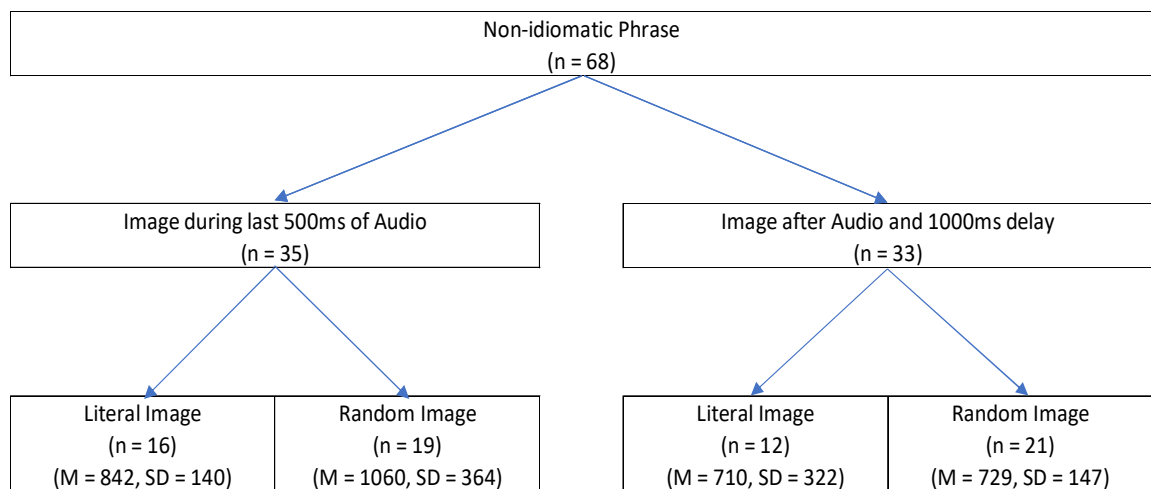 Non-idiomatic Phrase
(n = 68)
Image during last 500ms of Audio
(n = 35)
Image after Audio and 1000ms delay
(n = 33)
Literal Image
(n = 16)
(M = 842, SD = 140)
Random Image
(n = 19)
(M = 1060, SD = 364)
Literal Image
(n = 12)
(M = 710, SD = 322)
Random Image
(n = 21)
(M = 729, SD = 147)